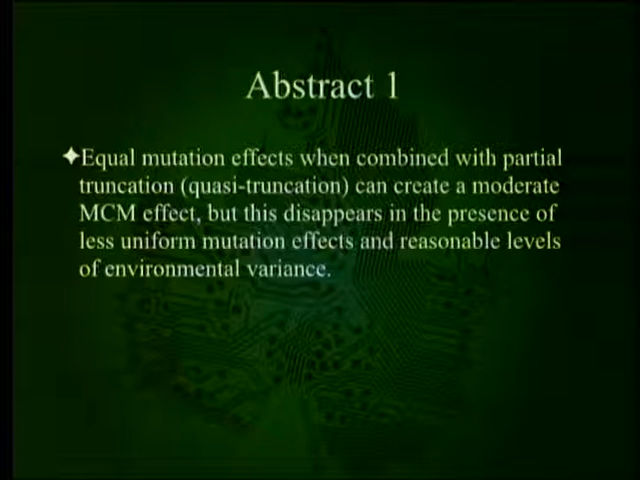 Abstract 1
Equal mutation effects when combined with partial
truncation (quasi-truncation) can create a moderate
MCM effect, but this disappears in the presence of
less uniform mutation effects and reasonable levels
of environmental variance.